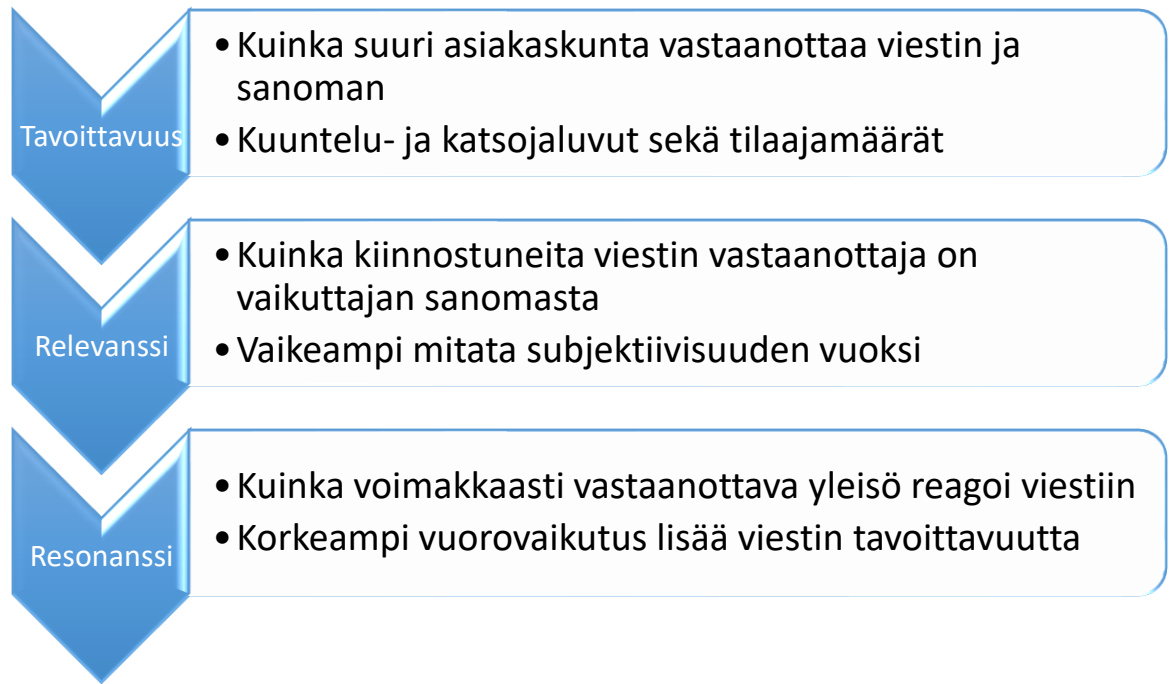 Tavoittavuus
•Kuinka suuri asiakaskunta vastaanottaa viestin ja
sanoman
•Kuuntelu- ja katsojaluvut sekä tilaajamäärät
Relevanssi
•Kuinka kiinnostuneita viestin vastaanottaja on
vaikuttajan sanomasta
•Vaikeampi mitata subjektiivisuuden vuoksi
Resonanssi
•Kuinka voimakkaasti vastaanottava yleisö reagoi viestiin
•Korkeampi vuorovaikutus lisää viestin tavoittavuutta